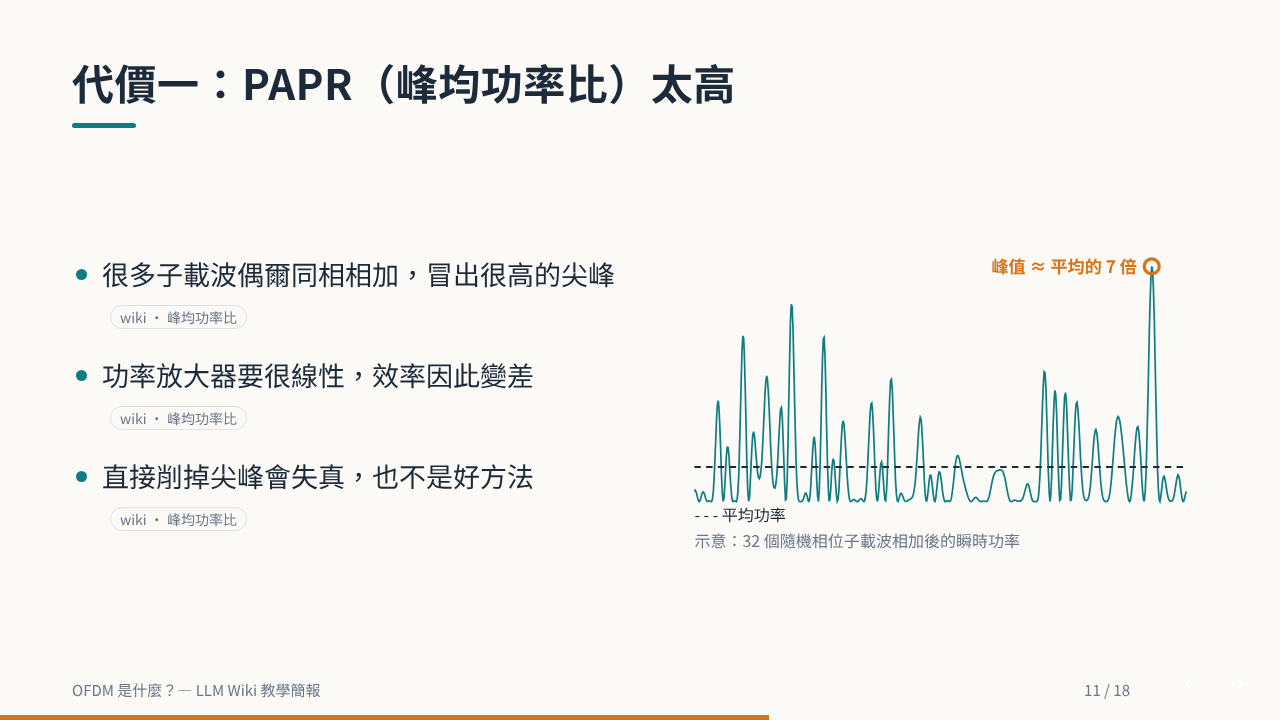 代價一：PAPR（峰均功率比）太高
很多子載波偶爾同相相加，冒出很高的尖峰
wiki · 峰均功率比
功率放大器要很線性，效率因此變差
wiki · 峰均功率比
直接削掉尖峰會失真，也不是好方法
wiki · 峰均功率比
峰值 ≈ 平均的 7 倍
- - - 平均功率
示意：32 個隨機相位子載波相加後的瞬時功率
OFDM 是什麼？— LLM Wiki 教學簡報
11 / 18